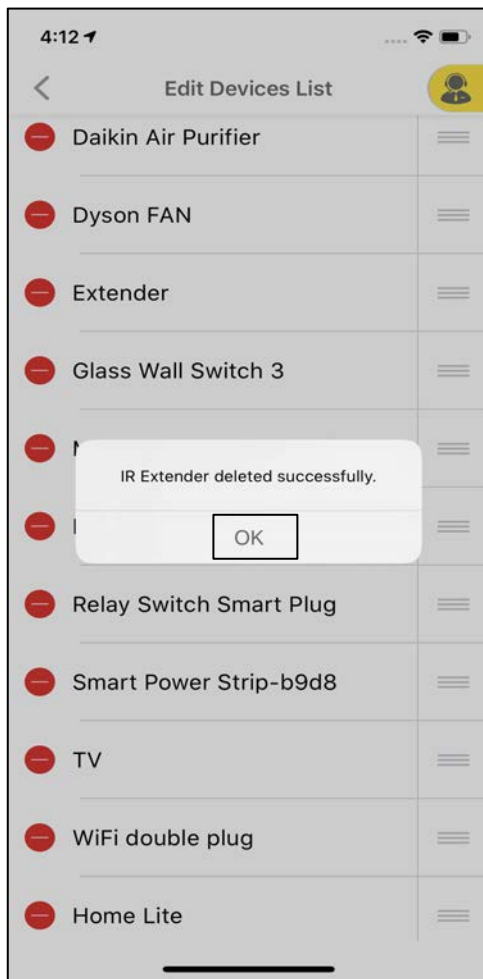 4:12
Edit Devices List
Daikin Air Purifier
Dyson FAN
Extender
Glass Wall Switch 3
IR Extender deleted successfully.
OK
Relay Switch Smart Plug
Smart Power Strip-b9d8
TV
WiFi double plug
Home Lite